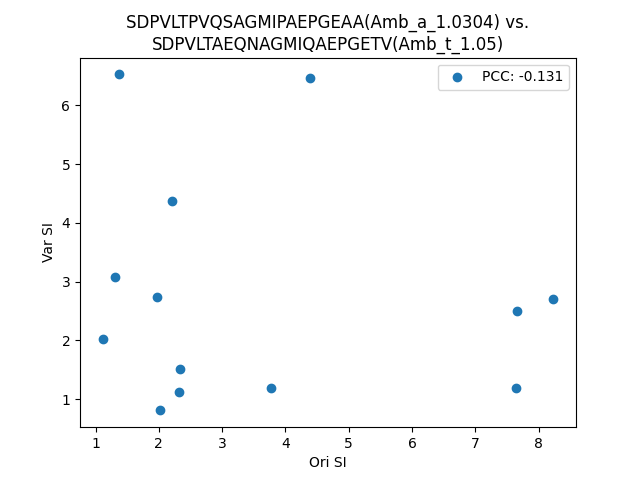 SDPVLTPVQSAGMIPAEPGEAA(Amb_a_1.0304) vs.
SDPVLTAEQNAGMIQAEPGETV(Amb_t_1.05)
PCC: -0.131
6
5
4
3
2
1
Var SI
1 2 3 4 5 6 7 8
Ori SI